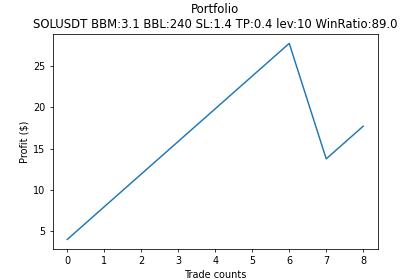 Portfolio
SOLUSDT BBM:3.1 BBL:240 SL:1.4 TP:0.4 lev:10 WinRatio:89.0
Profit ($)
25
20
15
10
5
0 1 2 3 4 5 6 7 8
Trade counts